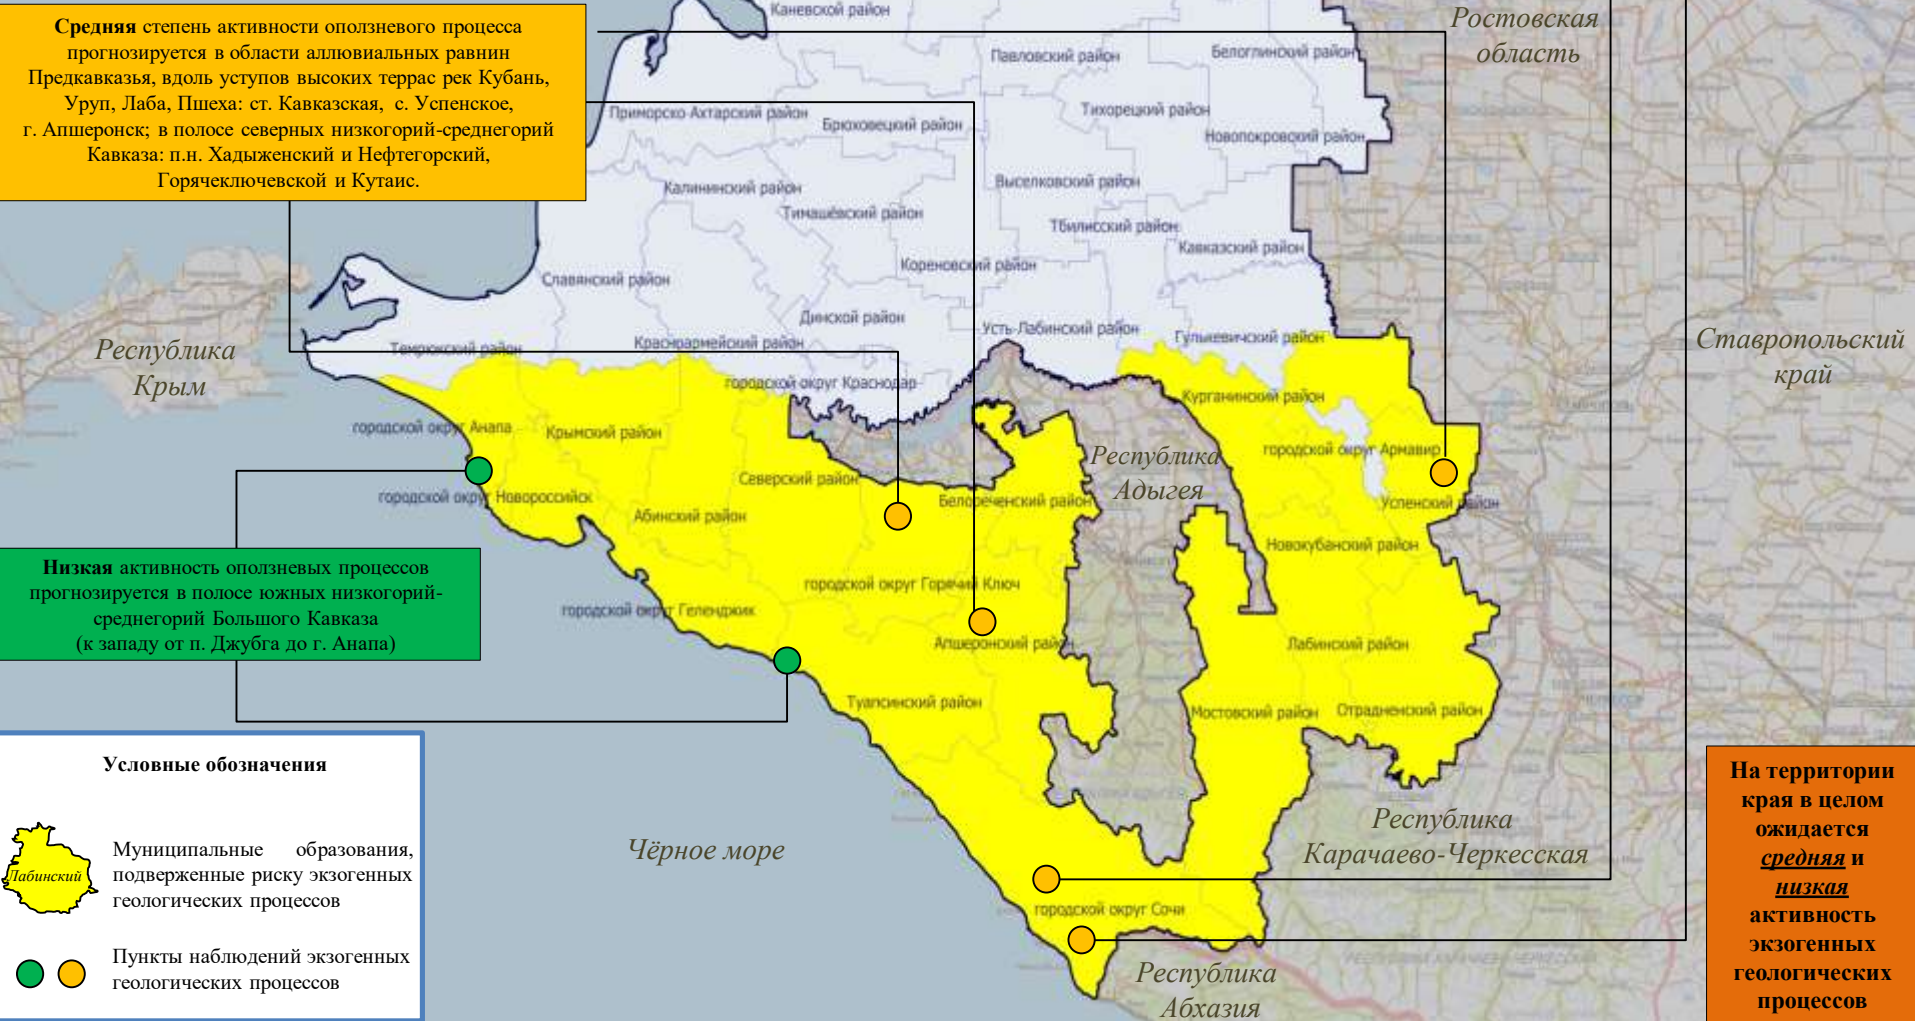 Каневской район
Ростовская
область
Средняя степень активности оползневого процесса
прогнозируется в области аллювиальных равнин
Предкавказья, вдоль уступов высоких террас рек Кубань,
Уруп, Лаба, Пшеха: ст. Кавказская, с. Успенское,
г. Апшеронск; в полосе северных низкогорий-среднегорий
Кавказа: п.н. Хадыженский и Нефтегорский,
Горячеключевской и Кутаис.
Павловский район
Белоглинский район
Приморско-Ахтарский район
Брюховецкий район
Тихорецкий район
Новопокровский район
Калининский район
Выселковский район
Тимашёвский район
Тбилисский район
Кавказский район
Кореновский район
Славянский район
Динской район
Усть-Лабинский район
Гулькевичский район
Темрюкский район
Красноармейский район
Республика
Крым
Ставропольский
край
городской округ Краснодар
Курганинский район
городской округ Анапа
Крымский район
городской округ Армавир
Республика
Адыгея
Северский район
городской округ Новороссийск
Белореченский район
Успенский район
Абинский район
Новокубанский район
Низкая активность оползневых процессов
прогнозируется в полосе южных низкогорий-
среднегорий Большого Кавказа
(к западу от п. Джубга до г. Анапа)
городской округ Горячий Ключ
городской округ Геленджик
Апшеронский район
Лабинский район
Туапсинский район
Мостовский район
Отрадненский район
Условные обозначения
Лабинский
Муниципальные образования,
подверженные риску экзогенных
геологических процессов
Пункты наблюдений экзогенных
геологических процессов
Чёрное море
Республика
Карачаево-Черкесская
городской округ Сочи
Республика
Абхазия
На территории
края в целом
ожидается
средняя и
низкая
активность
экзогенных
геологических
процессов